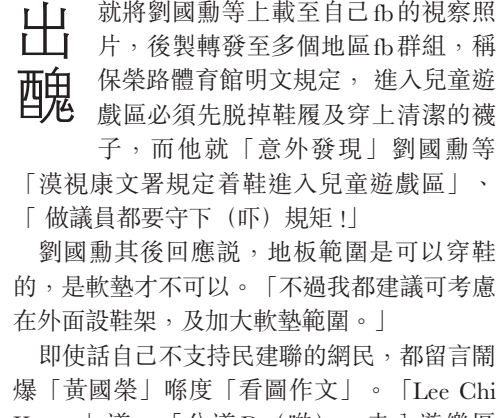 出醜
就將劉國勳等上載至自己fb的視察照
片，後製轉發至多個地區fb群組，稱
保榮路體育館明文規定， 進入兒童遊
戲區必須先脱掉鞋履及穿上清潔的襪
子，而他就「意外發現」劉國勳等
「漠視康文署規定着鞋進入兒童遊戲區」、
「 做議員都要守下（吓）規矩 !」
劉國勳其後回應説，地板範圍是可以穿鞋
的，是軟墊才不可以。「不過我都建議可考慮
在外面設鞋架，及加大軟墊範圍。」
即使話自己不支持民建聯的網民，都留言鬧
爆「黃國榮」喺度「看圖作文」。「Lee Chi